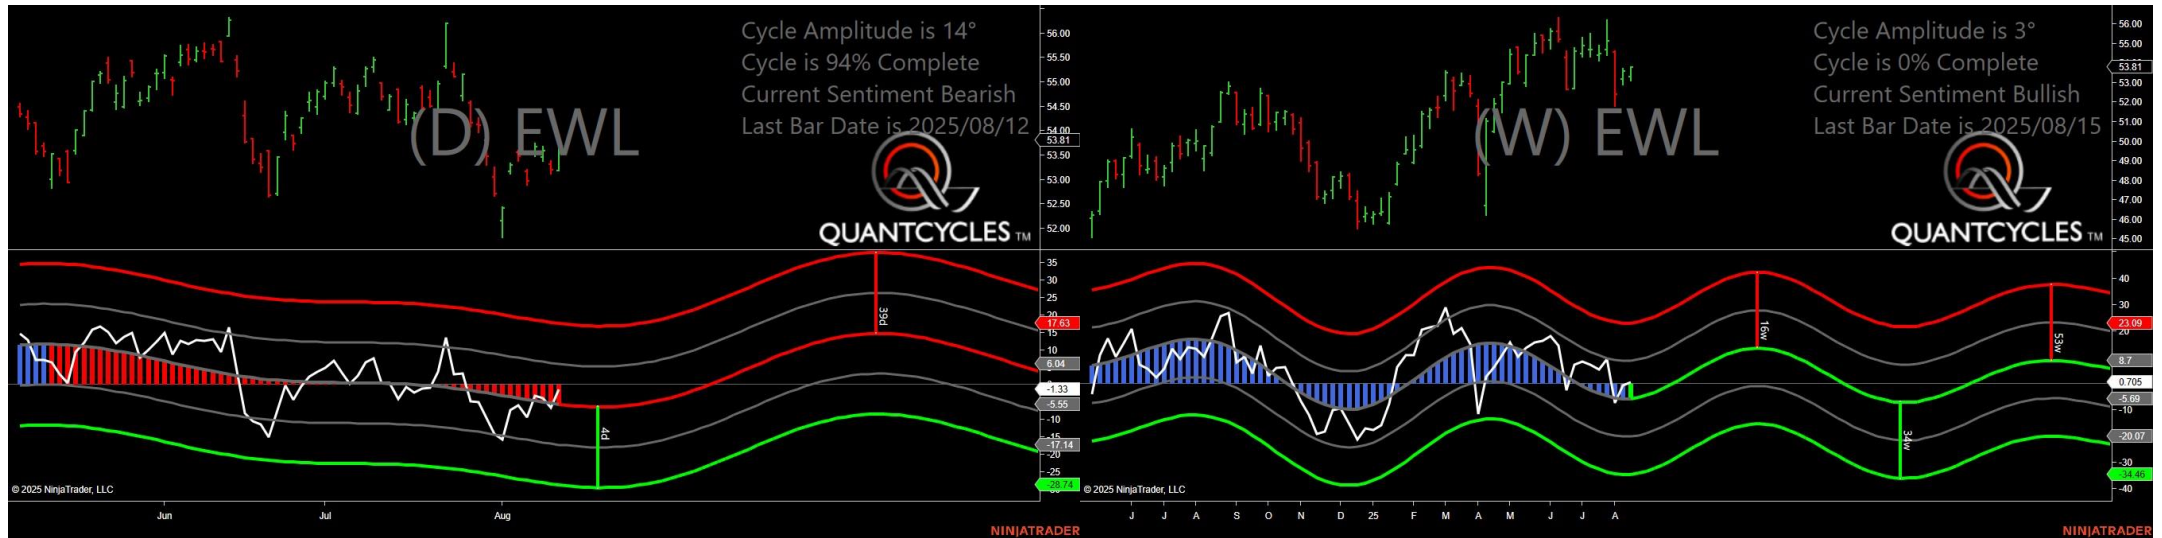 Cycle Amplitude is 14°
Cycle is 94% Complete
Current Sentiment Bearish
Last Bar Date is 2025/08/12
(D) EWL
QUANTCYCLES TM
56.00
55.50
55.00
54.50
54.00
53.81
53.50
53.00
52.50
52.00
35
30
25
20
17.63
15
10
6.04
-1.33
-5.55
-10
-15
-17.14
-20
-25
-28.74
39d
4d
© 2025 NinjaTrader, LLC
Jun
Jul
Aug
NINJATRADER
Cycle Amplitude is 3°
Cycle is 0% Complete
Current Sentiment Bullish
Last Bar Date is 2025/08/15
(W) EWL
QUANTCYCLES TM
56.00
55.00
53.81
53.00
52.00
51.00
50.00
49.00
48.00
47.00
46.00
45.00
40
30
23.09
20
8.7
0.705
-5.69
-10
-20.07
-30
-34.46
-40
16w
53w
34w
© 2025 NinjaTrader, LLC
J J A S O N D 25 F M A M J J A
NINJATRADER